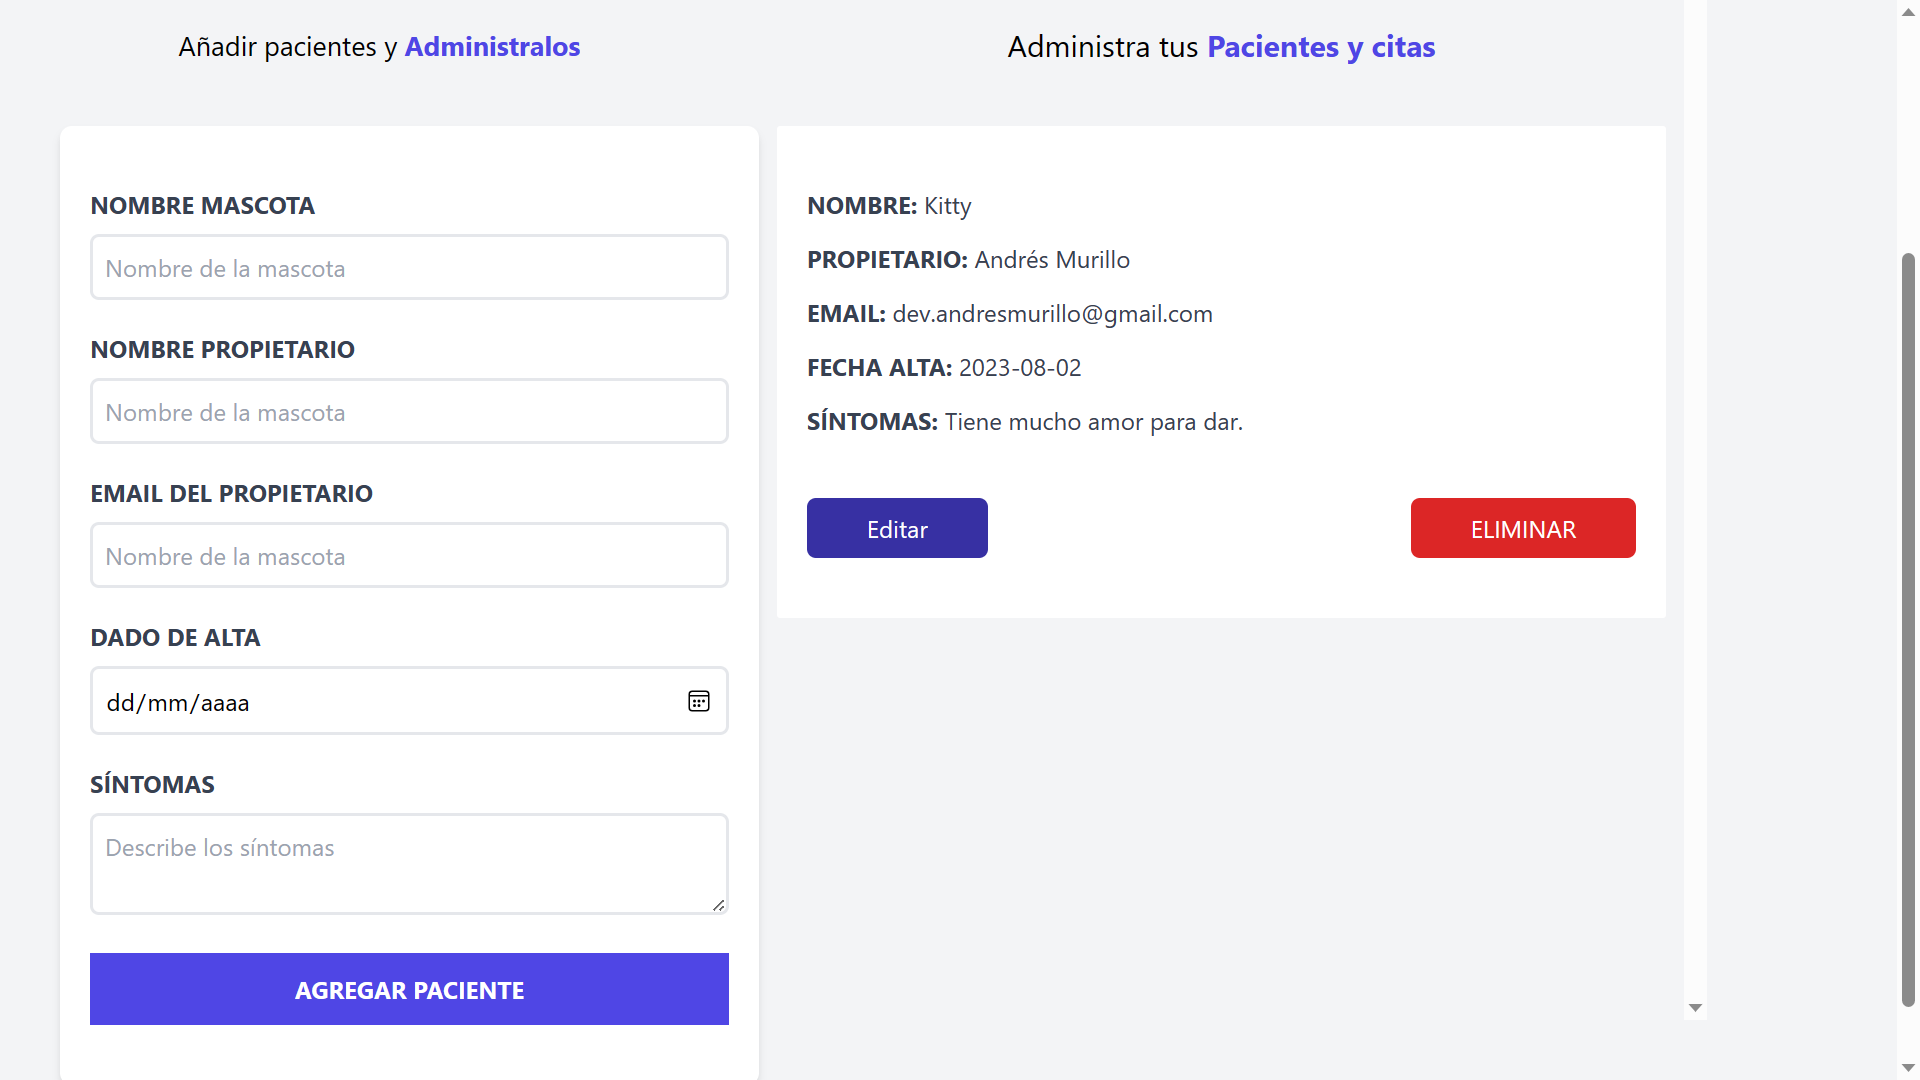 Añadir pacientes y Administralos
NOMBRE MASCOTA
Nombre de la mascota
NOMBRE PROPIETARIO
Nombre de la mascota
EMAIL DEL PROPIETARIO
Nombre de la mascota
DADO DE ALTA
dd/mm/aaaa
SÍNTOMAS
Describe los síntomas
AGREGAR PACIENTE
Administra tus Pacientes y citas
NOMBRE: Kitty
PROPIETARIO: Andrés Murillo
EMAIL: dev.andresmurillo@gmail.com
FECHA ALTA: 2023-08-02
SÍNTOMAS: Tiene mucho amor para dar.
Editar
ELIMINAR